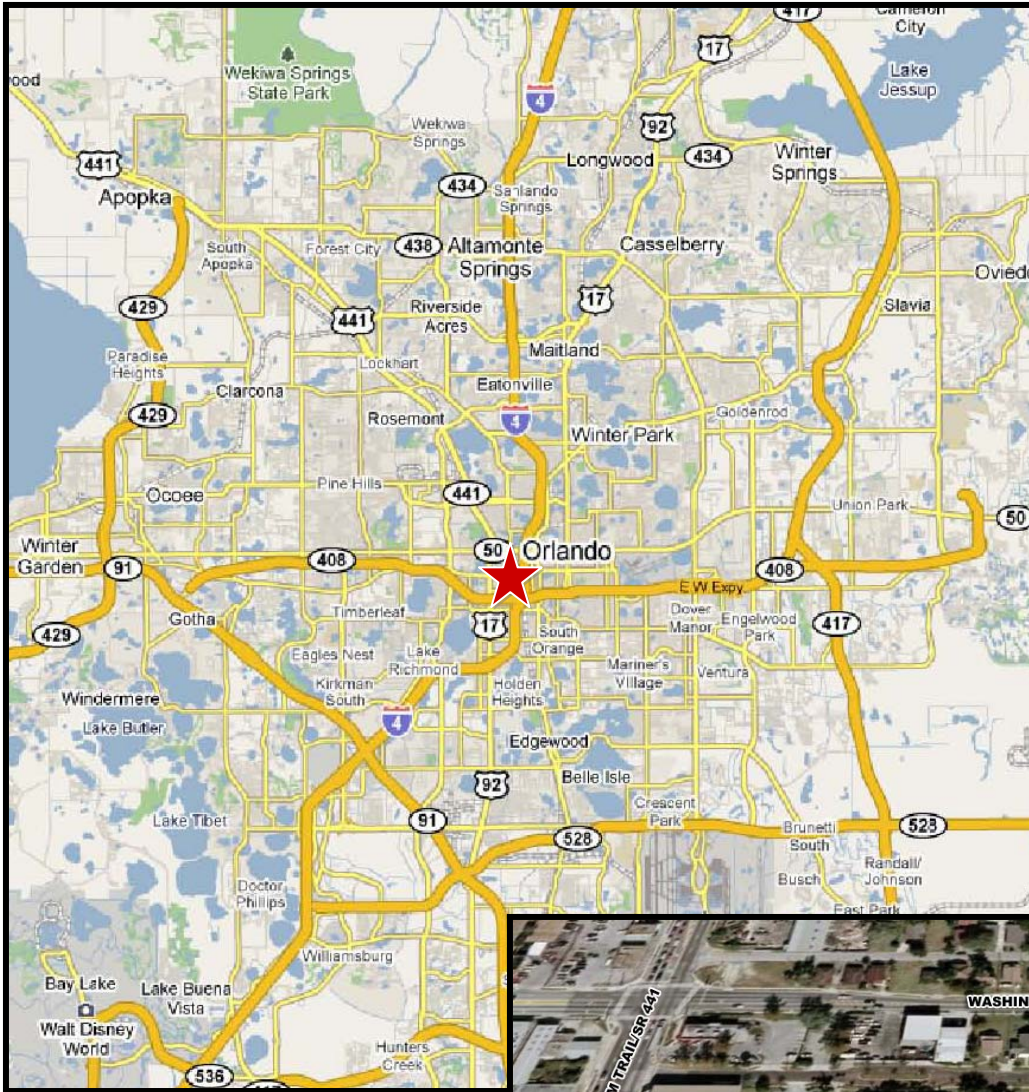 417
Cameron
City
17
Lake
Jessup
Wekiwa Springs
State Park
ood
4
92
Wekiwa
Springs
Longwood
434
Winter
Springs
441
Apopka
434
Sanlando
Springs
South
Apopka
Forest City
438
Altamonte
Springs
Casselberry
Oviedo
429
441
Riverside
Acres
17
Slavia
Paradise
Heights
Lockhart
Maitland
Clarcona
Eatonville
429
Rosemont
4
Goldenrod
Winter Park
Ocoee
Pine Hills
441
Union Park
50
Winter
Garden
91
408
50
Orlando
408
E W Expy
Gotha
Timberleaf
17
South
Orange
Dover
Manor
Engelwood
Park
417
429
Eagles Nest
Lake
Richmond
Mariner's
Village
Ventura
Windermere
Kirkman
South
Holden
Heights
Lake Butler
4
Edgewood
92
Belle Isle
Lake Tibet
91
Crescent
Park
528
Brunetti
South
528
Randall/
Johnson
Doctor
Phillips
Busch
East Park
Williamsburg
Bay Lake
Lake Buena
Vista
Walt Disney
World
Hunters
Creek
536
WASHIN
M TRAIL/SR 441